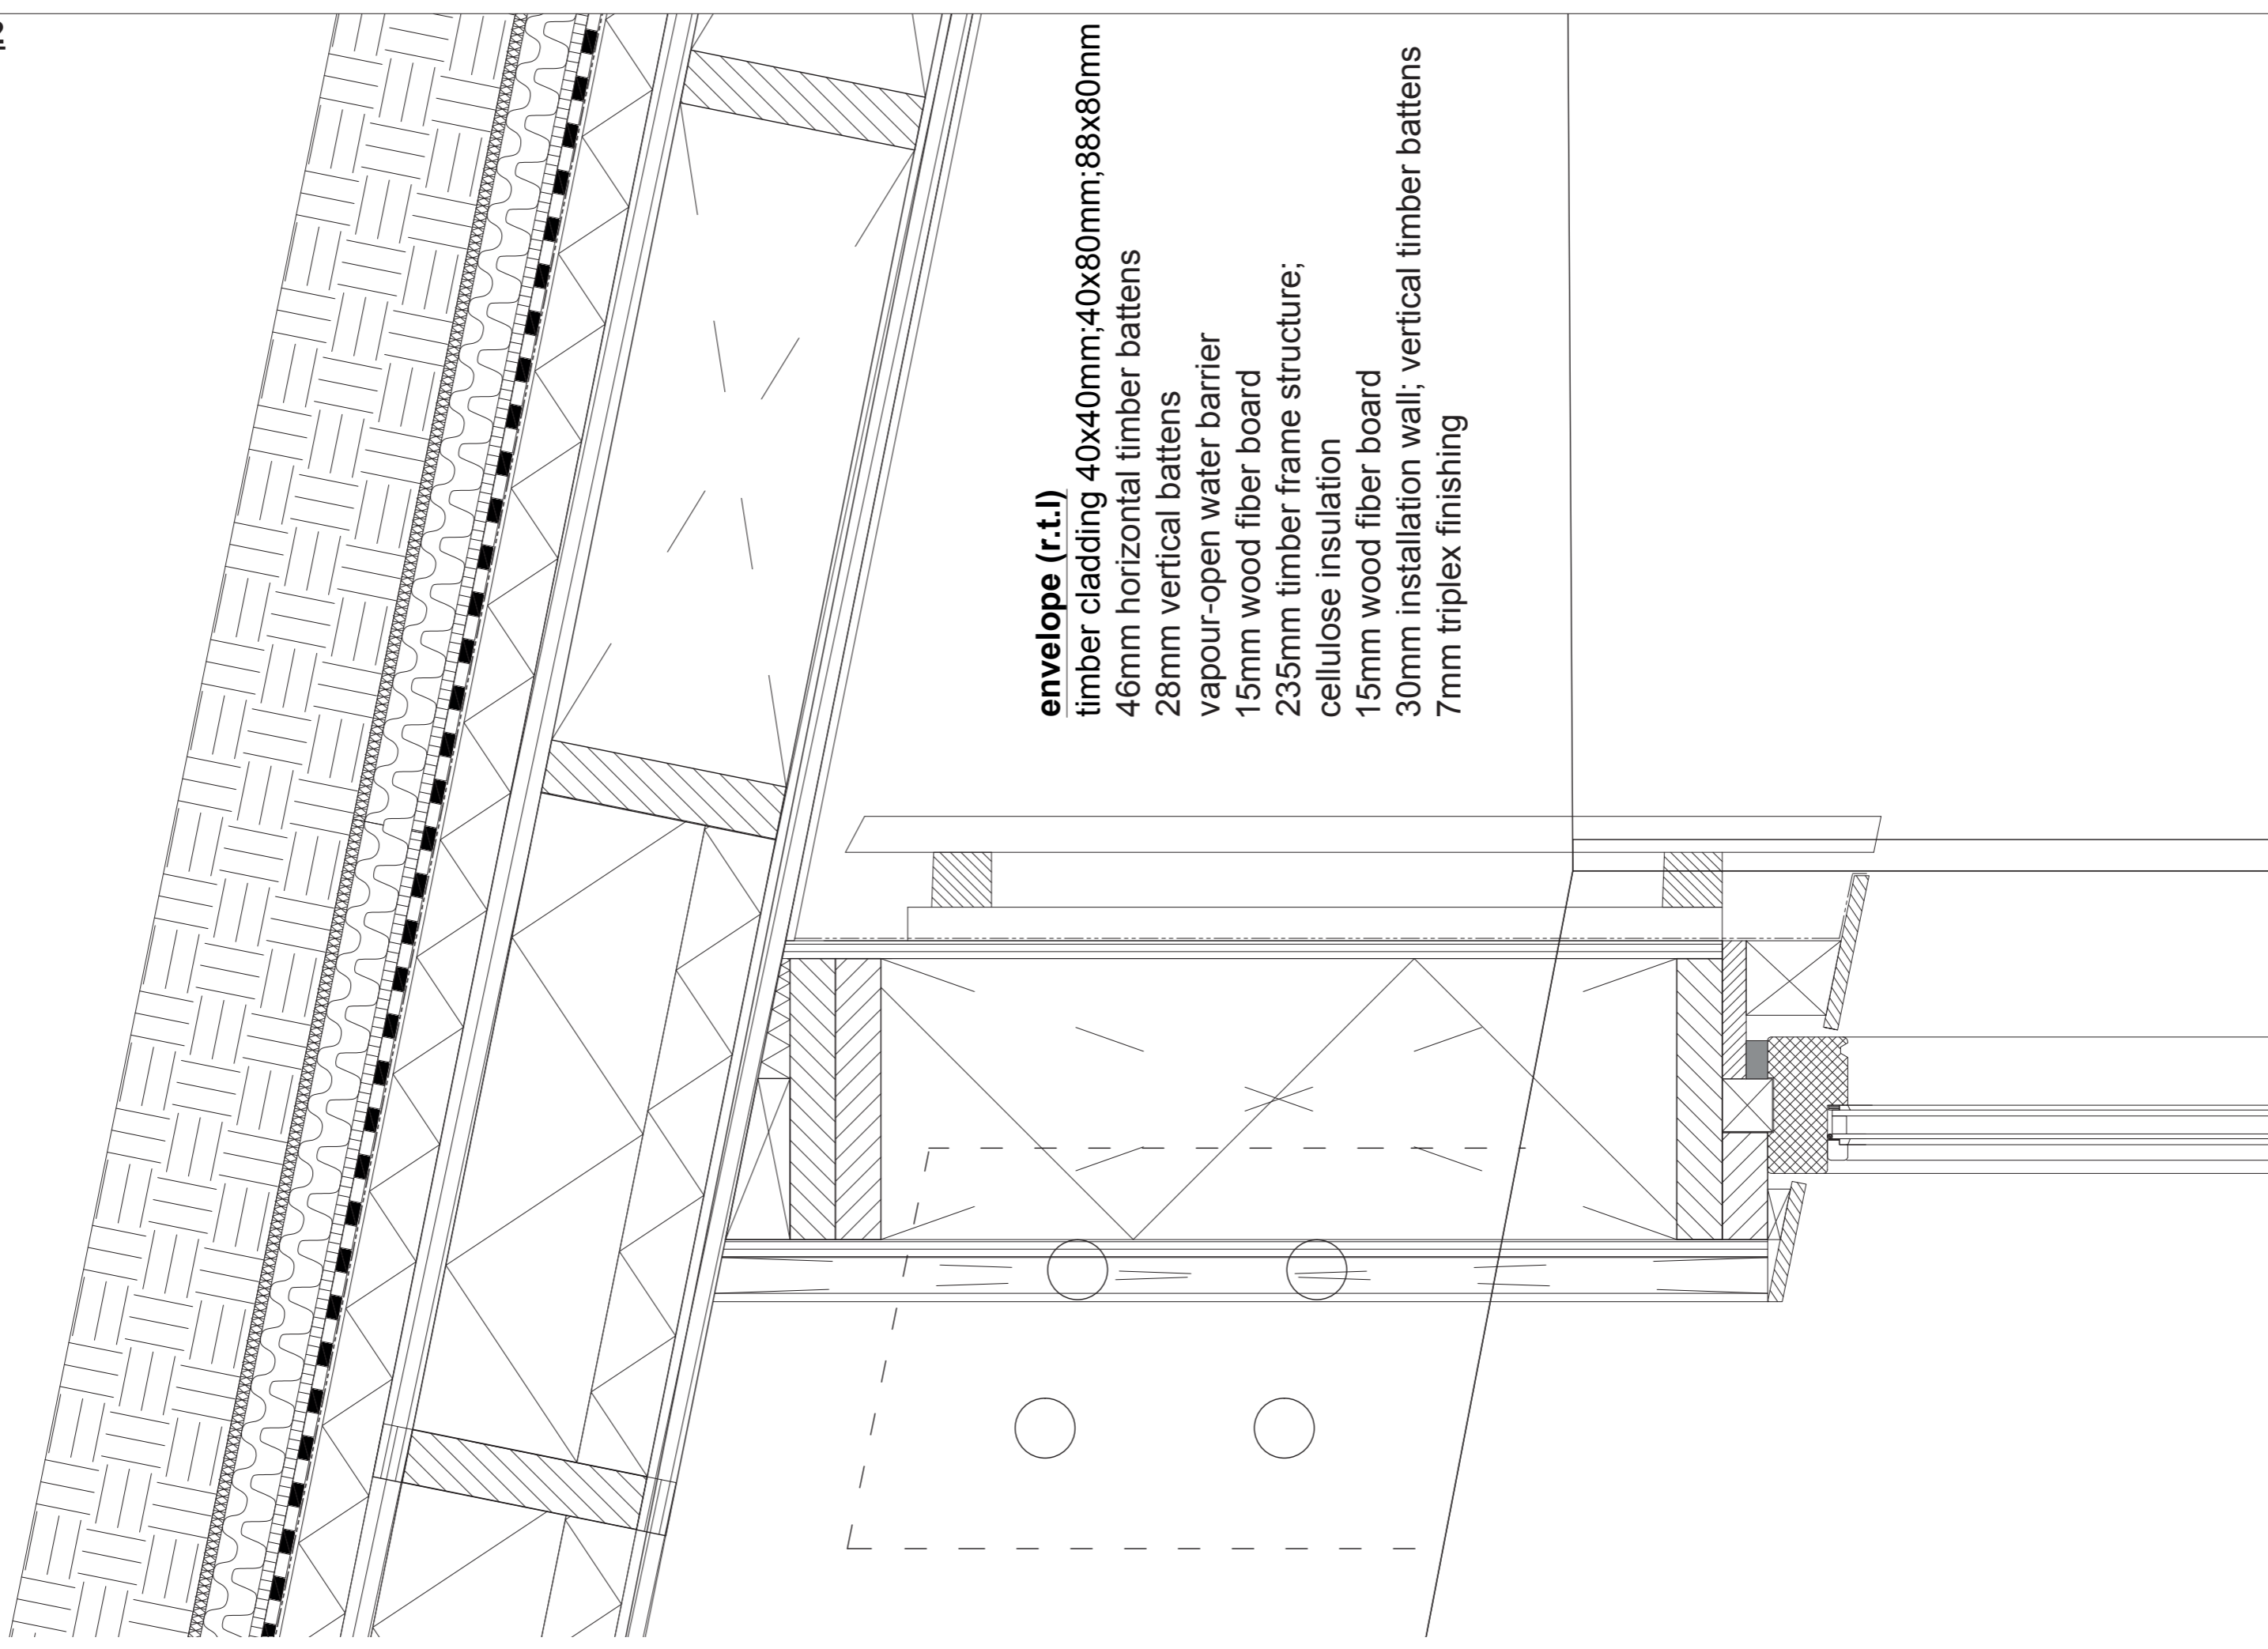 envelope (r.t.l)
timber cladding 40x40mm;40x80mm;88x80mm
46mm horizontal timber battens
28mm vertical battens
vapour-open water barrier
15mm wood fiber board
235mm timber frame structure;
cellulose insulation
15mm wood fiber board
30mm installation wall; vertical timber battens
7mm triplex finishing